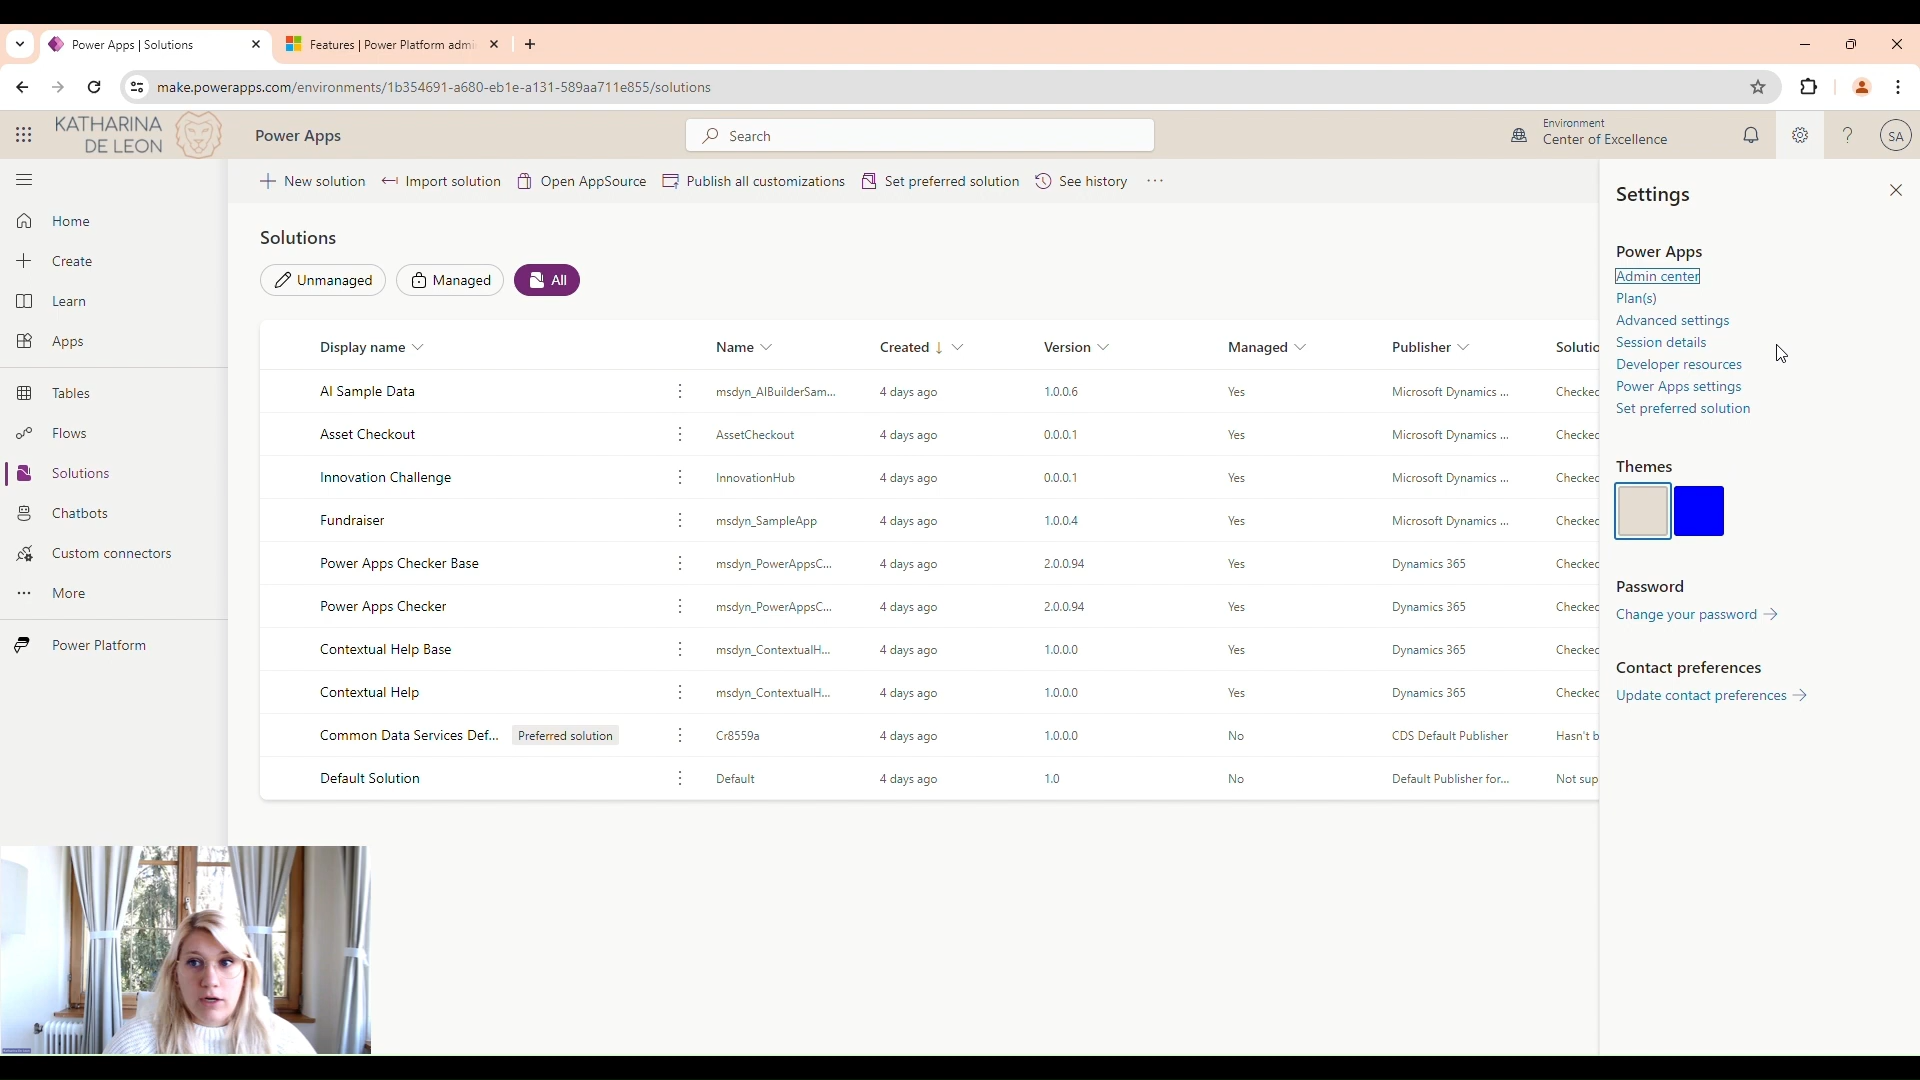 Power Apps | Solutions
Features | Power Platform admi
make.powerapps.com/environments/1b354691-a680-eb1e-a131-589aa711e855/solutions
KATHARINA
DE LEON
Power Apps
Search
Environment
Center of Excellence
SA
New solution
Import solution
Open AppSource
Publish all customizations
Set preferred solution
See history
Home
Create
Learn
Apps
Tables
Flows
Solutions
Chatbots
Custom connectors
More
Power Platform
Solutions
Unmanaged
Managed
All
Display name Name Created Version Managed Publisher Solutio
AI Sample Data msdyn_AIBuilderSam... 4 days ago 1.0.0.6 Yes Microsoft Dynamics ... Checked
Asset Checkout AssetCheckout 4 days ago 0.0.0.1 Yes Microsoft Dynamics ... Checked
Innovation Challenge InnovationHub 4 days ago 0.0.0.1 Yes Microsoft Dynamics ... Checked
Fundraiser msdyn_SampleApp 4 days ago 1.0.0.4 Yes Microsoft Dynamics ... Checked
Power Apps Checker Base msdyn_PowerAppsC... 4 days ago 2.0.0.94 Yes Dynamics 365 Checked
Power Apps Checker msdyn_PowerAppsC... 4 days ago 2.0.0.94 Yes Dynamics 365 Checked
Contextual Help Base msdyn_ContextualH... 4 days ago 1.0.0.0 Yes Dynamics 365 Checked
Contextual Help msdyn_ContextualH... 4 days ago 1.0.0.0 Yes Dynamics 365 Checked
Common Data Services Def... Preferred solution Cr8559a 4 days ago 1.0.0.0 No CDS Default Publisher Hasn't b
Default Solution Default 4 days ago 1.0 No Default Publisher for... Not sup
Settings
Power Apps
Admin center
Plan(s)
Advanced settings
Session details
Developer resources
Power Apps settings
Set preferred solution
Themes
Password
Change your password
Contact preferences
Update contact preferences